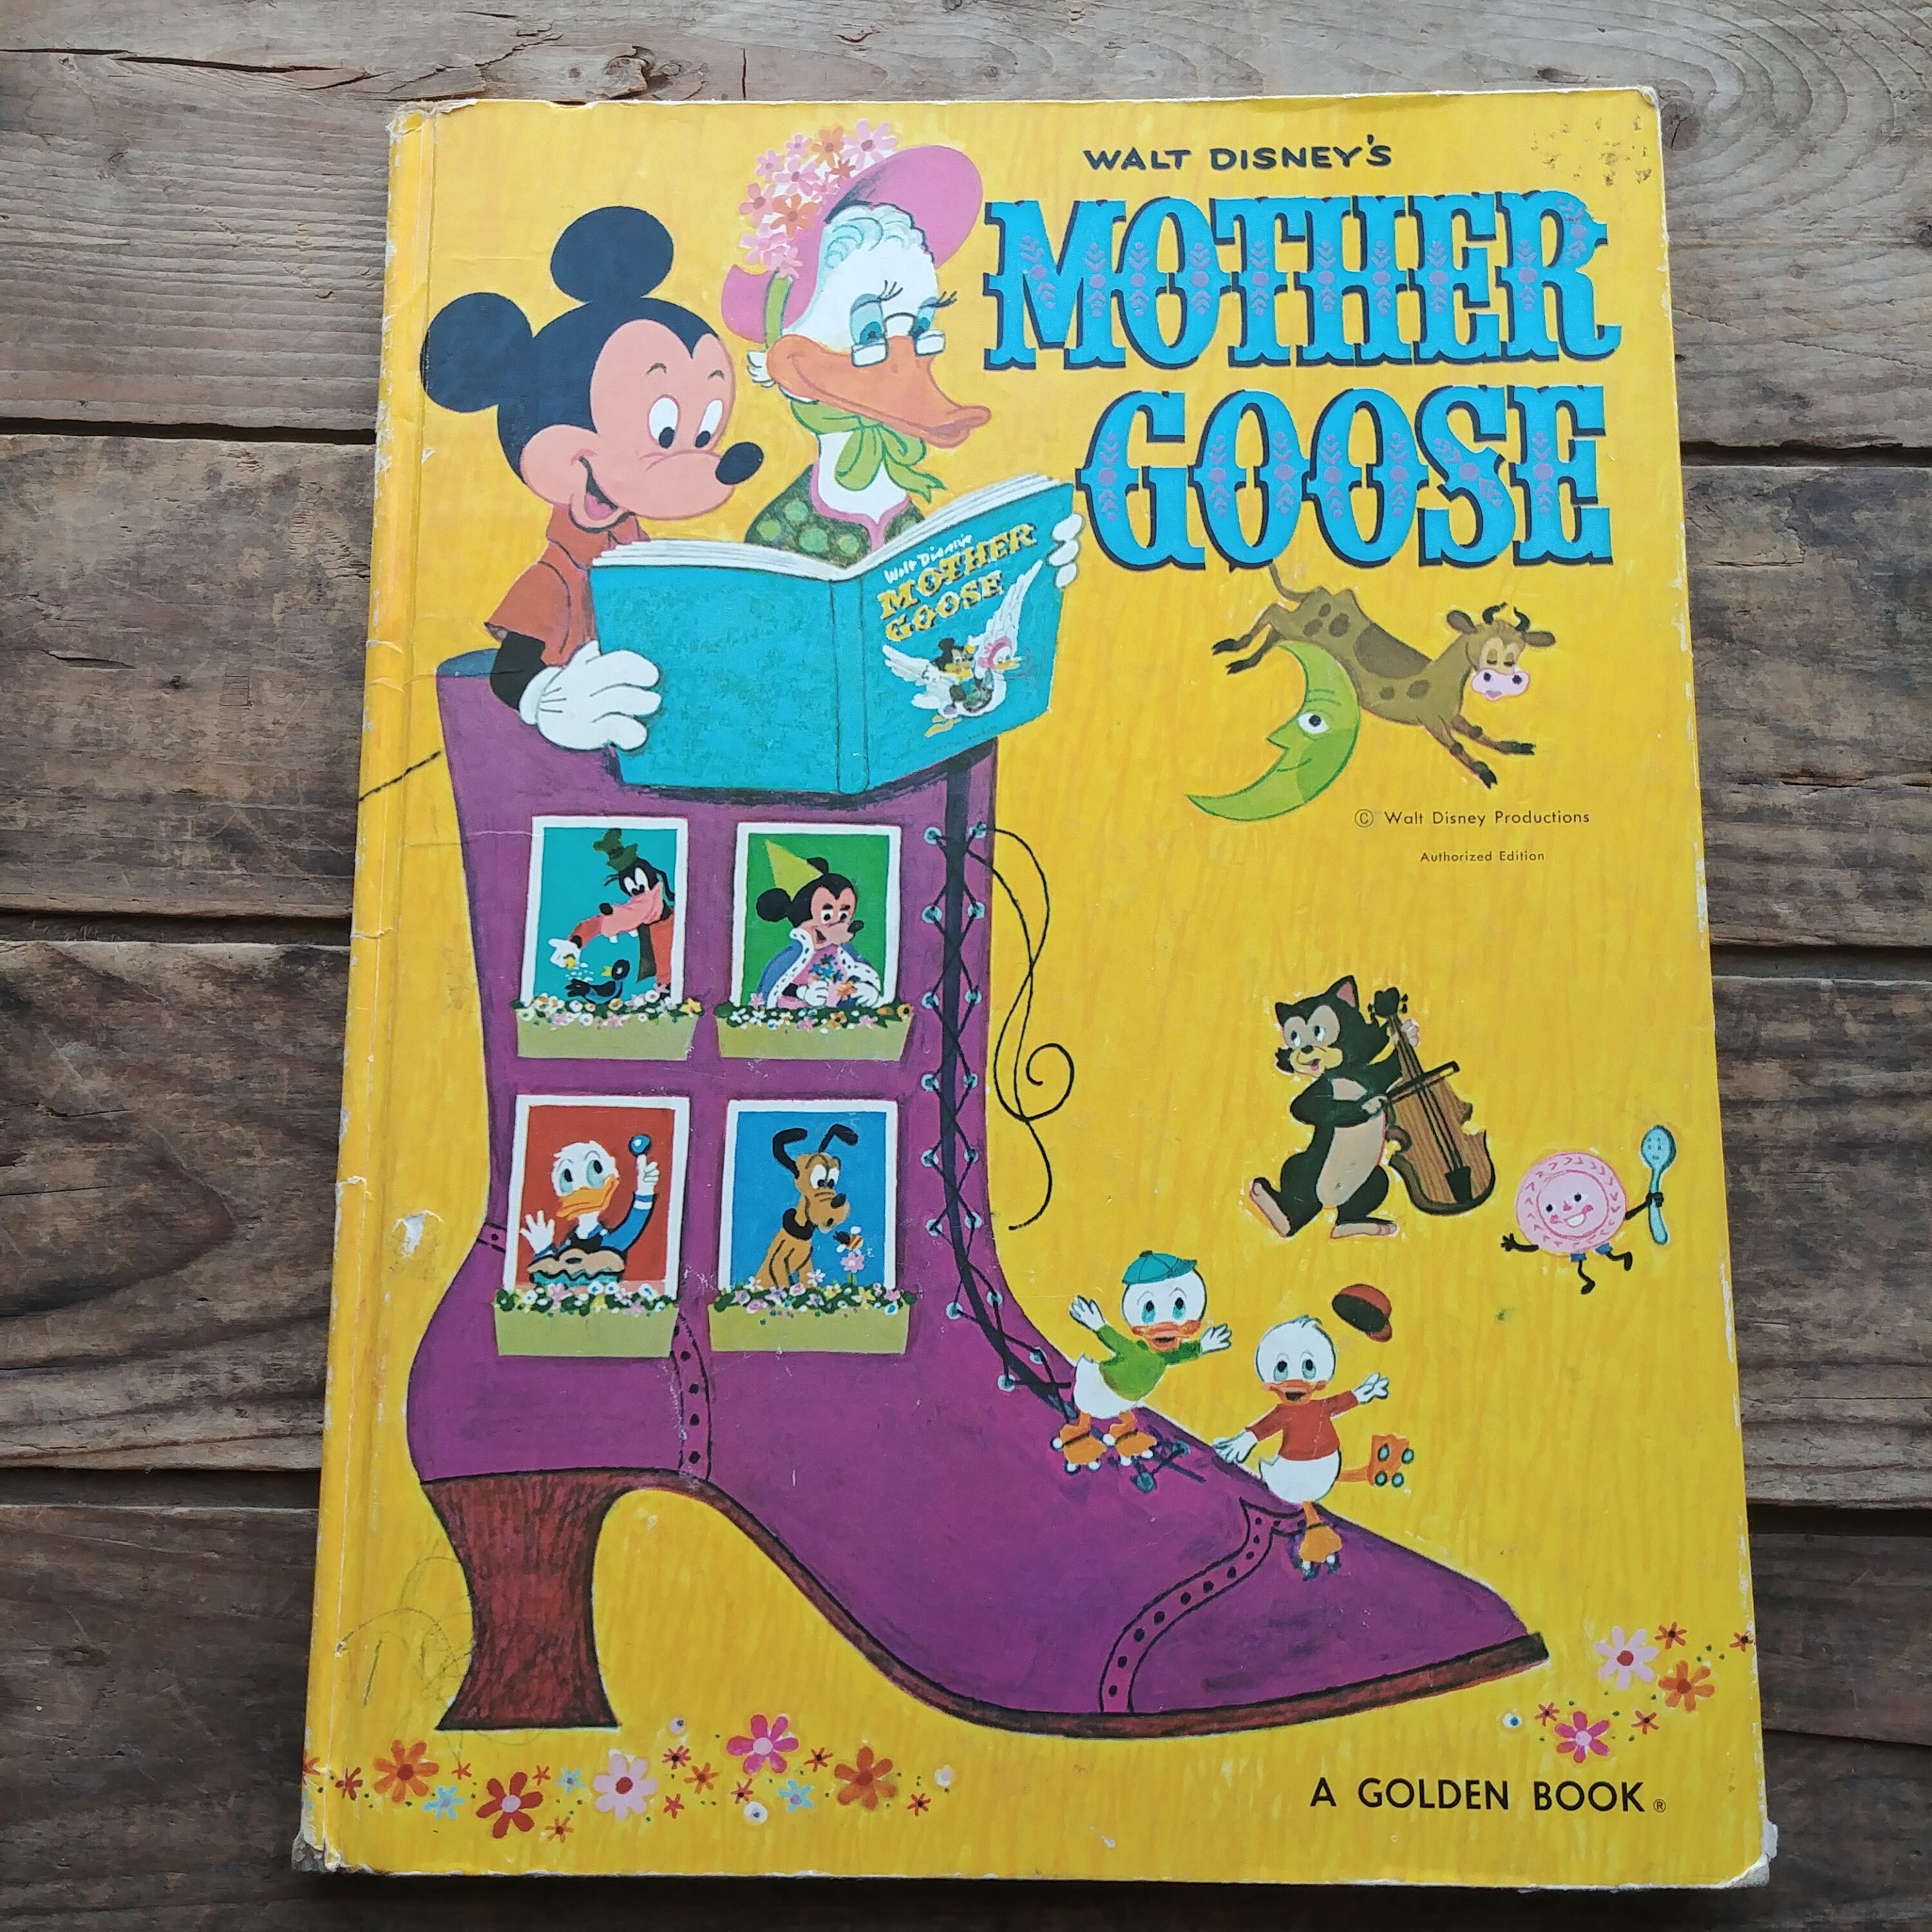 WALT DISNEY'S
MOTHER
GOOSE
Walt Disney's
MOTHER
GOOSE
© Walt Disney Productions
Authorized Edition
A GOLDEN BOOK®